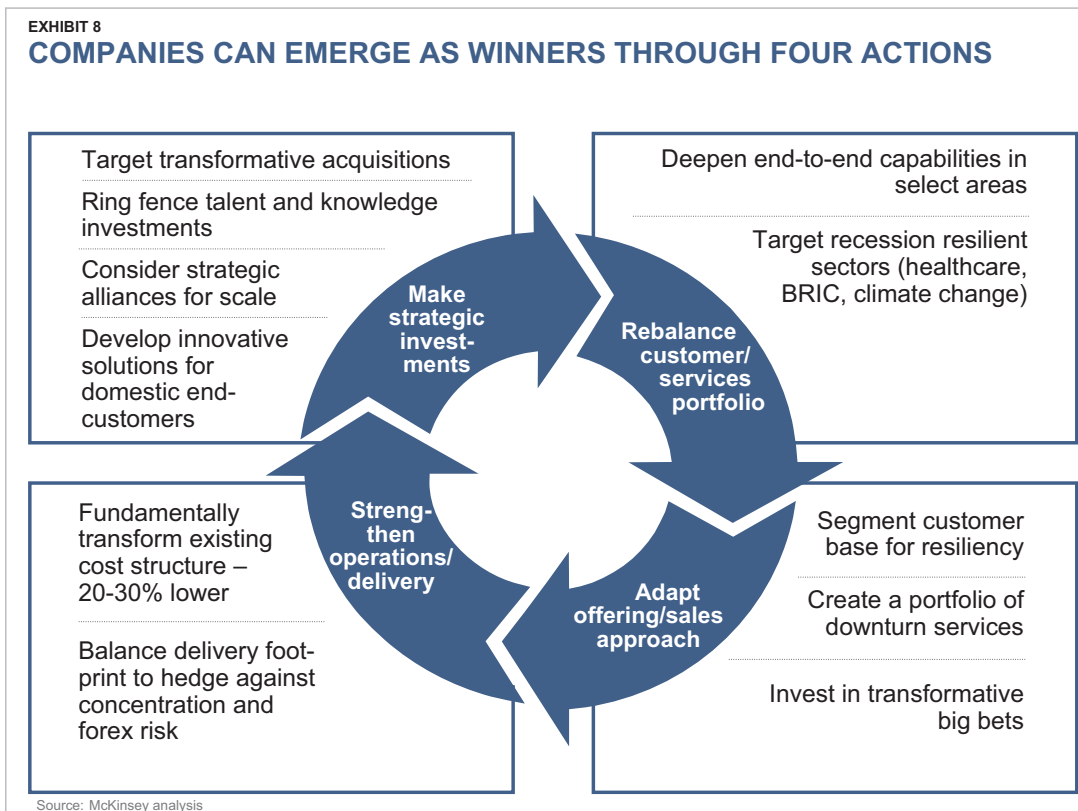 EXHIBIT 8
COMPANIES CAN EMERGE AS WINNERS THROUGH FOUR ACTIONS
Target transformative acquisitions
Ring fence talent and knowledge
investments
Consider strategic
alliances for scale
Develop innovative
solutions for
domestic end-
customers
Make
strategic
invest-
ments
Deepen end-to-end capabilities in
select areas
Target recession resilient
sectors (healthcare,
BRIC, climate change)
Rebalance
customer/
services
portfolio
Fundamentally
transform existing
cost structure –
20-30% lower
Balance delivery foot-
print to hedge against
concentration and
forex risk
Streng-
then
operations/
delivery
Adapt
offering/sales
approach
Segment customer
base for resiliency
Create a portfolio of
downturn services
Invest in transformative
big bets
Source: McKinsey analysis